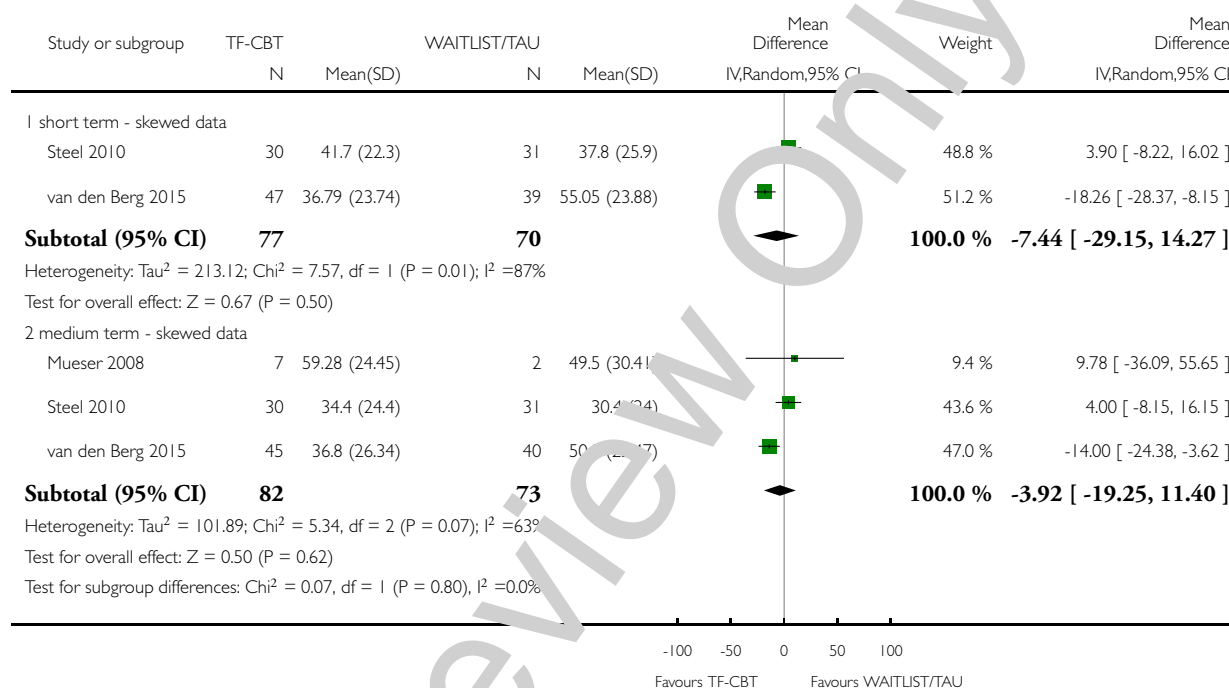 Study or subgroup TF-CBT WAITLIST/TAU Mean Difference Weight Mean Difference
N Mean(SD) N Mean(SD) IV,Random,95% CI IV,Random,95% CI
1 short term - skewed data
Steel 2010 30 41.7 (22.3) 31 37.8 (25.9) 48.8 % 3.90 [ -8.22, 16.02 ]
van den Berg 2015 47 36.79 (23.74) 39 55.05 (23.88) 51.2 % -18.26 [ -28.37, -8.15 ]
Subtotal (95% CI) 77 70 100.0 % -7.44 [ -29.15, 14.27 ]
Heterogeneity: Tau² = 213.12; Chi² = 7.57, df = 1 (P = 0.01); I² =87%
Test for overall effect: Z = 0.67 (P = 0.50)
2 medium term - skewed data
Mueser 2008 7 59.28 (24.45) 2 49.5 (30.41) 9.4 % 9.78 [ -36.09, 55.65 ]
Steel 2010 30 34.4 (24.4) 31 43.6 % 4.00 [ -8.15, 16.15 ]
van den Berg 2015 45 36.8 (26.34) 40 47.0 % -14.00 [ -24.38, -3.62 ]
Subtotal (95% CI) 82 73 100.0 % -3.92 [ -19.25, 11.40 ]
Heterogeneity: Tau² = 101.89; Chi² = 5.34, df = 2 (P = 0.07); I² =63%
Test for overall effect: Z = 0.50 (P = 0.62)
Test for subgroup differences: Chi² = 0.07, df = 1 (P = 0.80), I² =0.0%
-100 -50 0 50 100
Favours TF-CBT Favours WAITLIST/TAU
eview Only